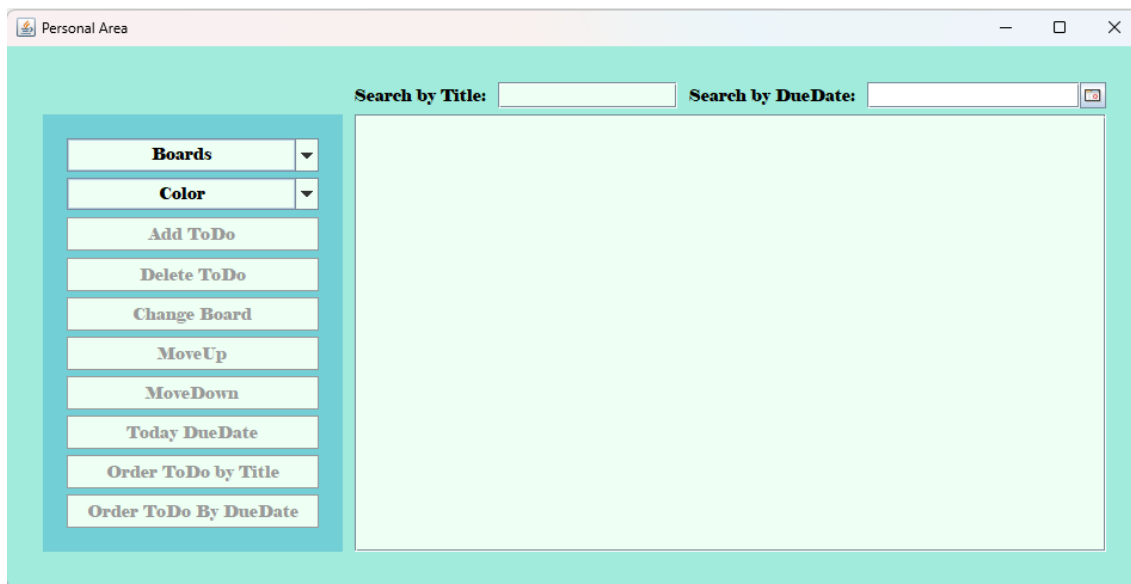 Personal Area
Search by Title: Search by DueDate:
Boards
Color
Add ToDo
Delete ToDo
Change Board
MoveUp
MoveDown
Today DueDate
Order ToDo by Title
Order ToDo By DueDate